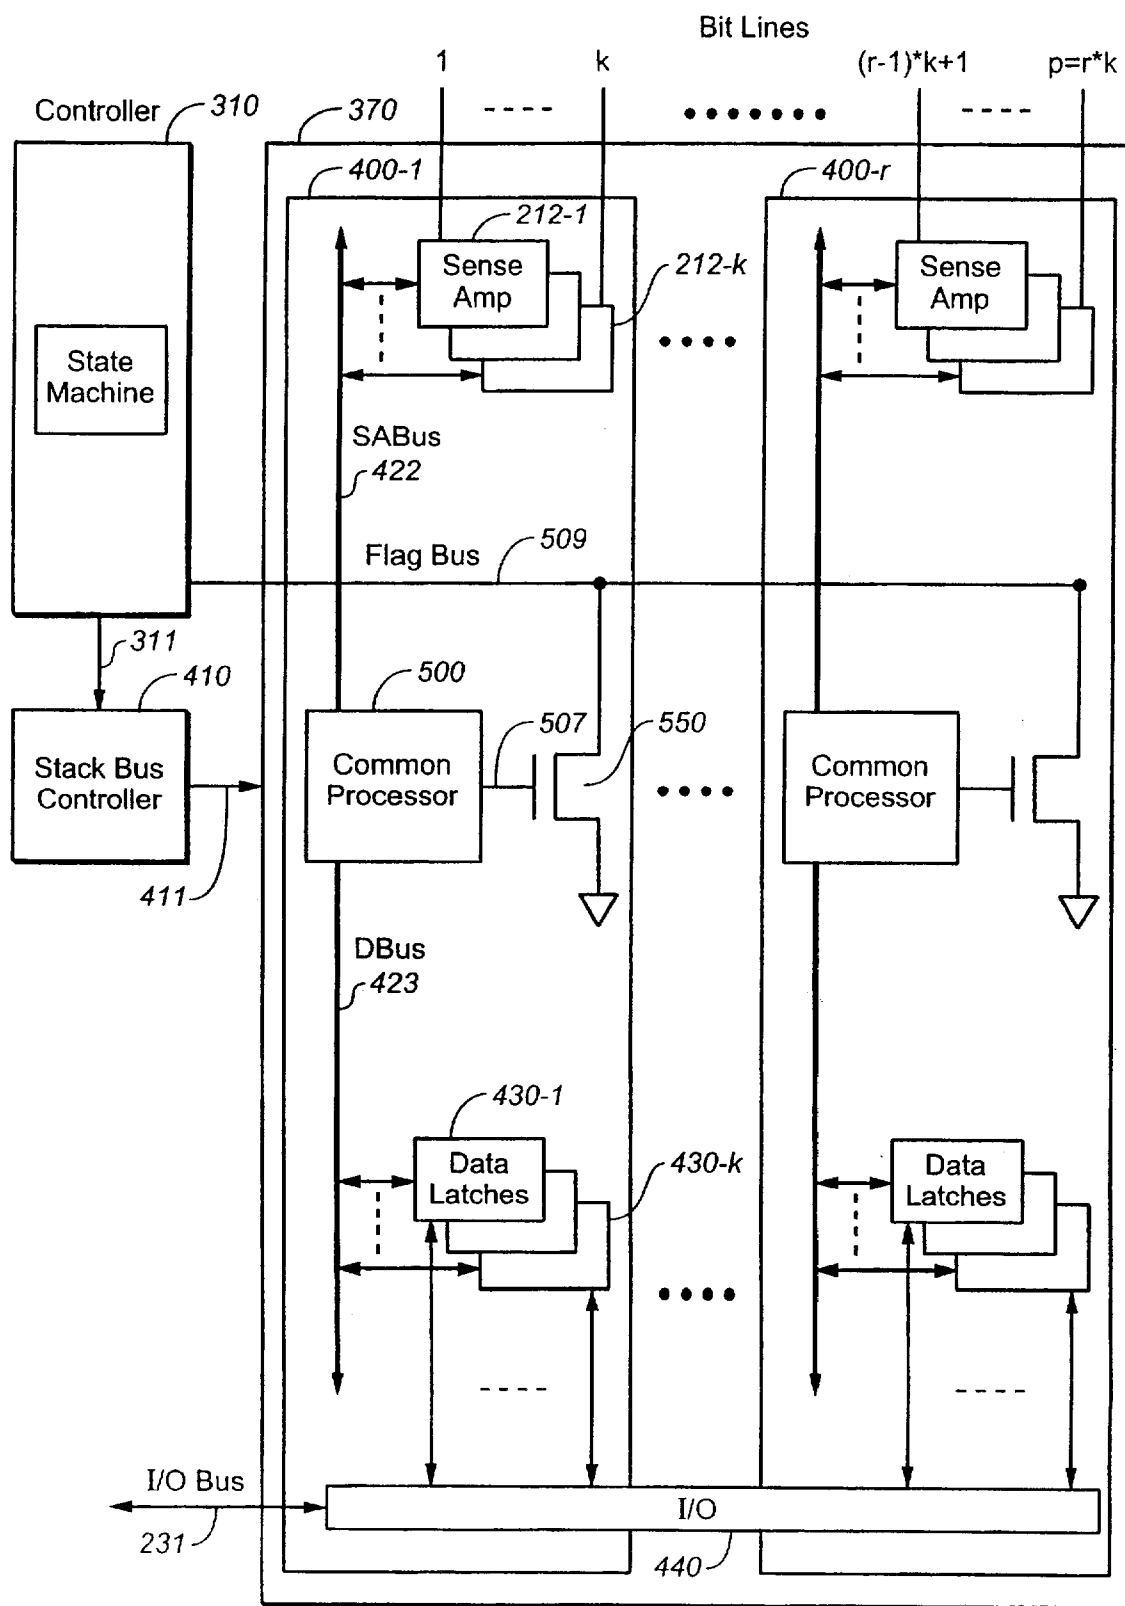 Bit Lines
1
k
(r-1)*k+1
p=r*k
Controller
310
370
400-1
400-r
212-1
Sense
Amp
212-k
Sense
Amp
State
Machine
SABus
422
Flag Bus
509
311
410
500
507
550
Stack Bus
Controller
Common
Processor
Common
Processor
411
DBus
423
430-1
Data
Latches
430-k
Data
Latches
I/O Bus
231
I/O
440